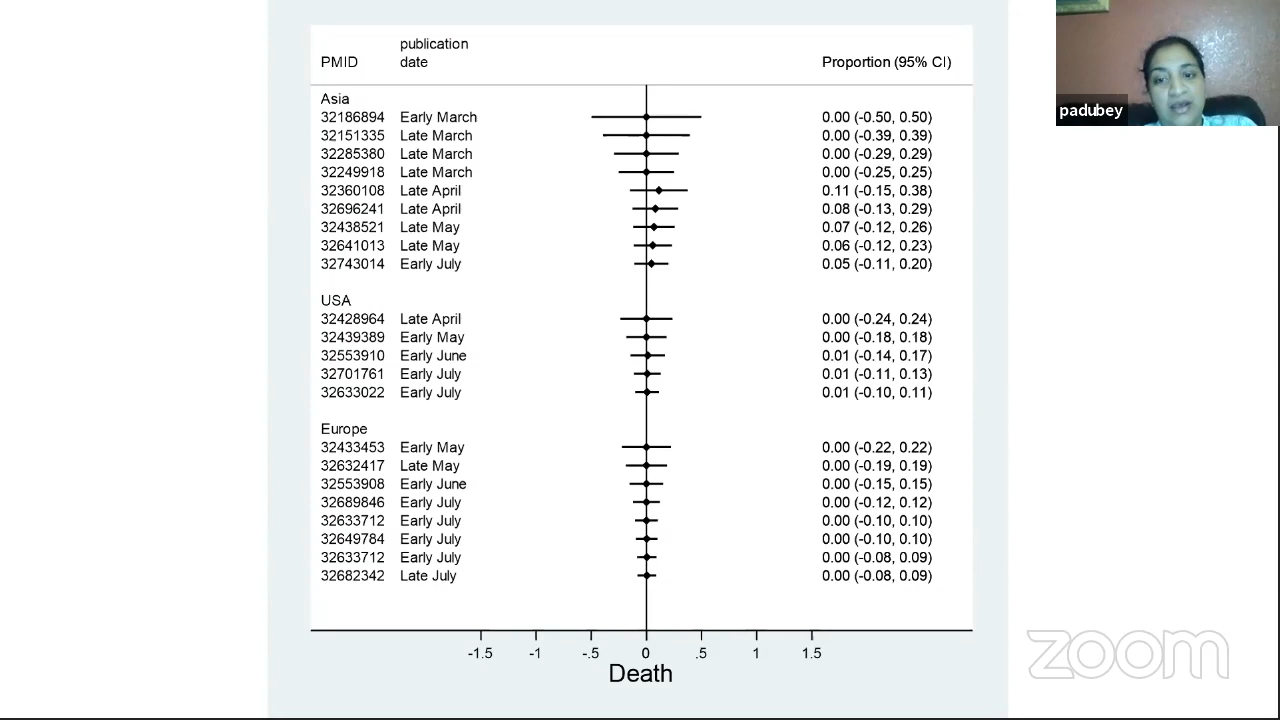 publication
PMID date Proportion (95% CI)
Asia
32186894 Early March 0.00 (-0.50, 0.50)
32151335 Late March 0.00 (-0.39, 0.39)
32285380 Late March 0.00 (-0.29, 0.29)
32249918 Late March 0.00 (-0.25, 0.25)
32360108 Late April 0.11 (-0.15, 0.38)
32696241 Late April 0.08 (-0.13, 0.29)
32438521 Late May 0.07 (-0.12, 0.26)
32641013 Late May 0.06 (-0.12, 0.23)
32743014 Early July 0.05 (-0.11, 0.20)
USA
32428964 Late April 0.00 (-0.24, 0.24)
32439389 Early May 0.00 (-0.18, 0.18)
32553910 Early June 0.01 (-0.14, 0.17)
32701761 Early July 0.01 (-0.11, 0.13)
32633022 Early July 0.01 (-0.10, 0.11)
Europe
32433453 Early May 0.00 (-0.22, 0.22)
32632417 Late May 0.00 (-0.19, 0.19)
32553908 Early June 0.00 (-0.15, 0.15)
32689846 Early July 0.00 (-0.12, 0.12)
32633712 Early July 0.00 (-0.10, 0.10)
32649784 Early July 0.00 (-0.10, 0.10)
32633712 Early July 0.00 (-0.08, 0.09)
32682342 Late July 0.00 (-0.08, 0.09)
-1.5 -1 -.5 0 .5 1 1.5
Death
padubey
zoom